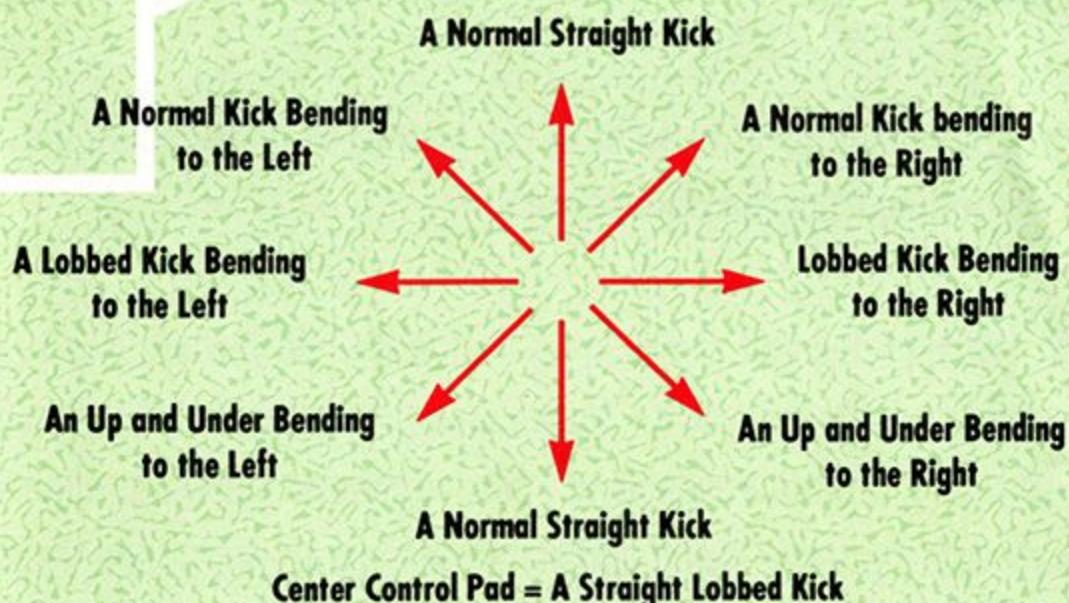 A Normal Straight Kick
A Normal Kick Bending
to the Left
A Normal Kick bending
to the Right
A Lobbed Kick Bending
to the Left
Lobbed Kick Bending
to the Right
An Up and Under Bending
to the Left
An Up and Under Bending
to the Right
A Normal Straight Kick
Center Control Pad = A Straight Lobbed Kick